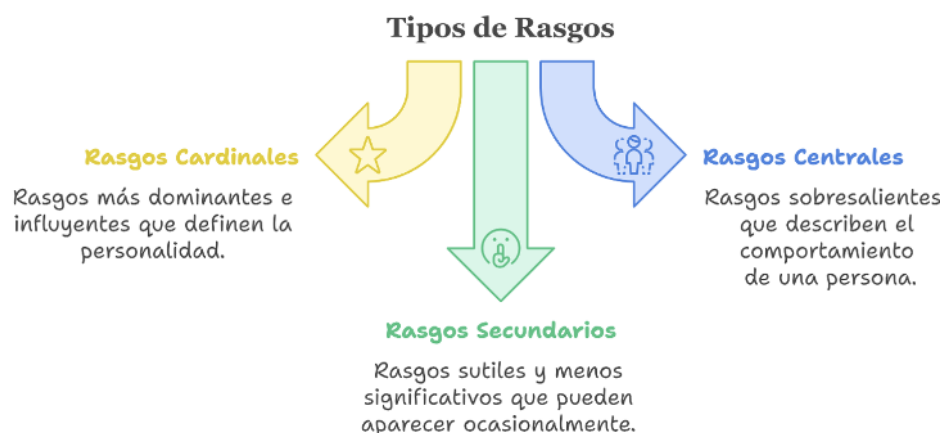 Tipos de Rasgos
Rasgos Cardinales
Rasgos más dominantes e
influyentes que definen la
personalidad.
Rasgos Centrales
Rasgos sobresalientes
que describen el
comportamiento
de una persona.
Rasgos Secundarios
Rasgos sutiles y menos
significativos que pueden
aparecer ocasionalmente.